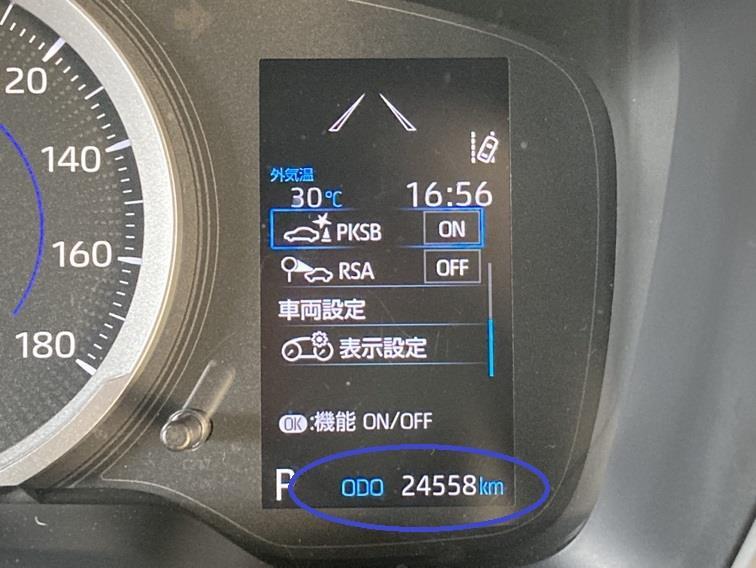 20
140
160
180
外気温
30℃ 16:56
PKSB ON
RSA OFF
車両設定
表示設定
OK:機能 ON/OFF
P ODO 24558km